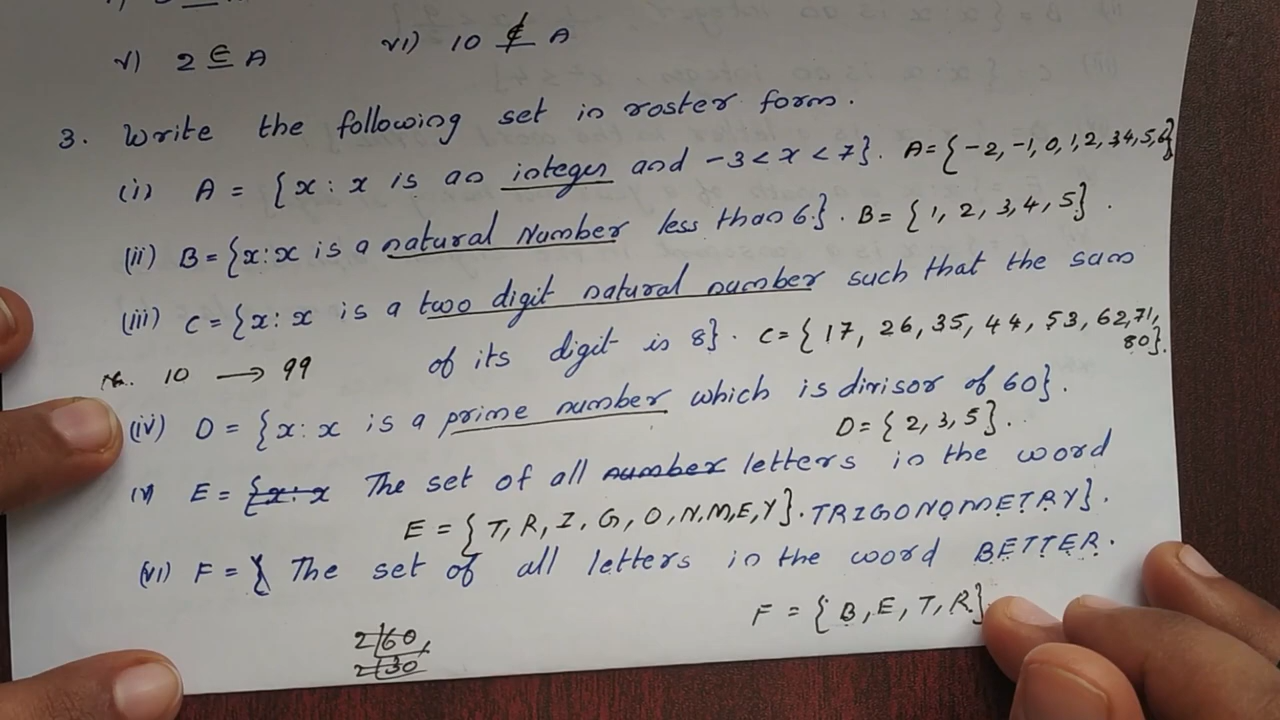 v) 2 ∈ A vi) 10 ∉ A
3. Write the following set in roster form.
(i) A = {x : x is an integer and -3 < x < 7}. A = {-2, -1, 0, 1, 2, 3 4, 5, 6}
(ii) B = {x : x is a natural Number less than 6.}. B = {1, 2, 3, 4, 5}.
(iii) C = {x : x is a two digit natural number such that the sum
of its digit is 8}. C = {17, 26, 35, 44, 53, 62, 71,
80}.
10 → 99
(iv) D = {x : x is a prime number which is divisor of 60}.
D = {2, 3, 5}.
(v) E = {x : x The set of all number letters in the word
E = {T, R, I, G, O, N, M, E, Y}. TRIGONOMETRY}.
(vi) F = { The set of all letters in the word BETTER.
F = {B, E, T, R}
2|60,
2|30